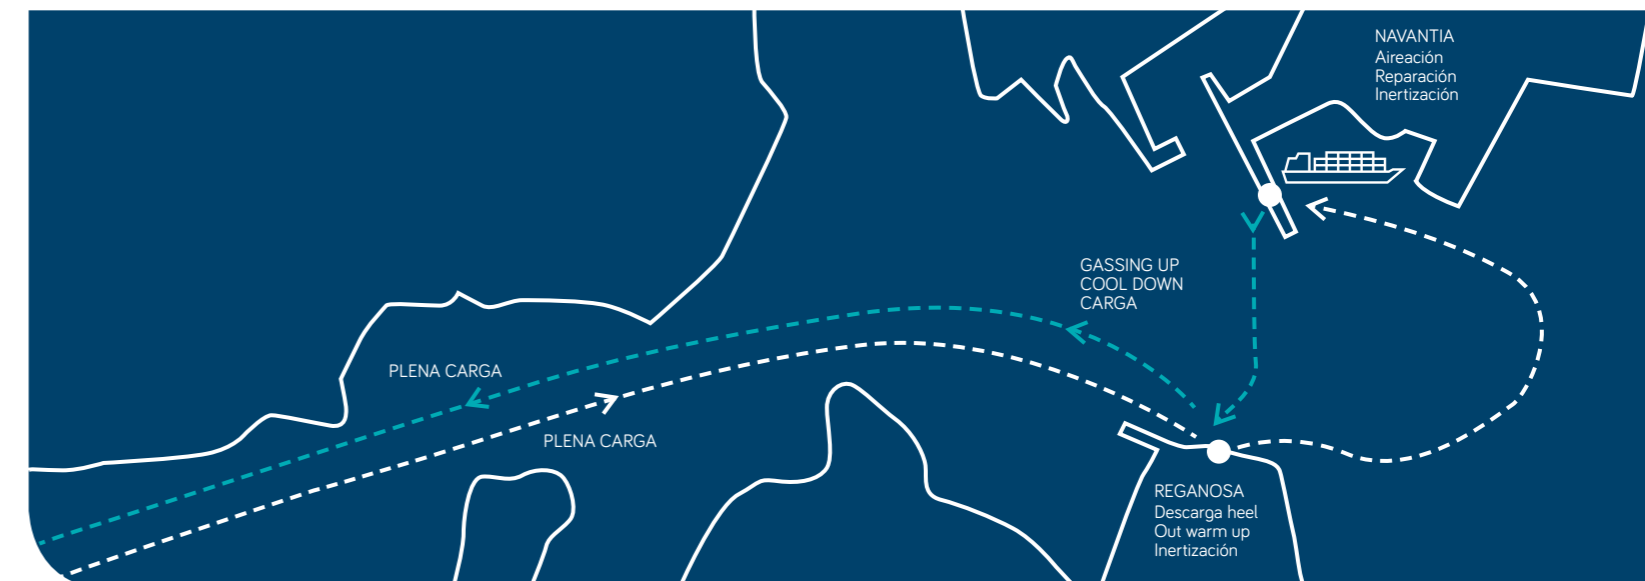 NAVANTIA
Aireación
Reparación
Inertización
GASSING UP
COOL DOWN
CARGA
PLENA CARGA
PLENA CARGA
REGANOSA
Descarga heel
Out warm up
Inertización